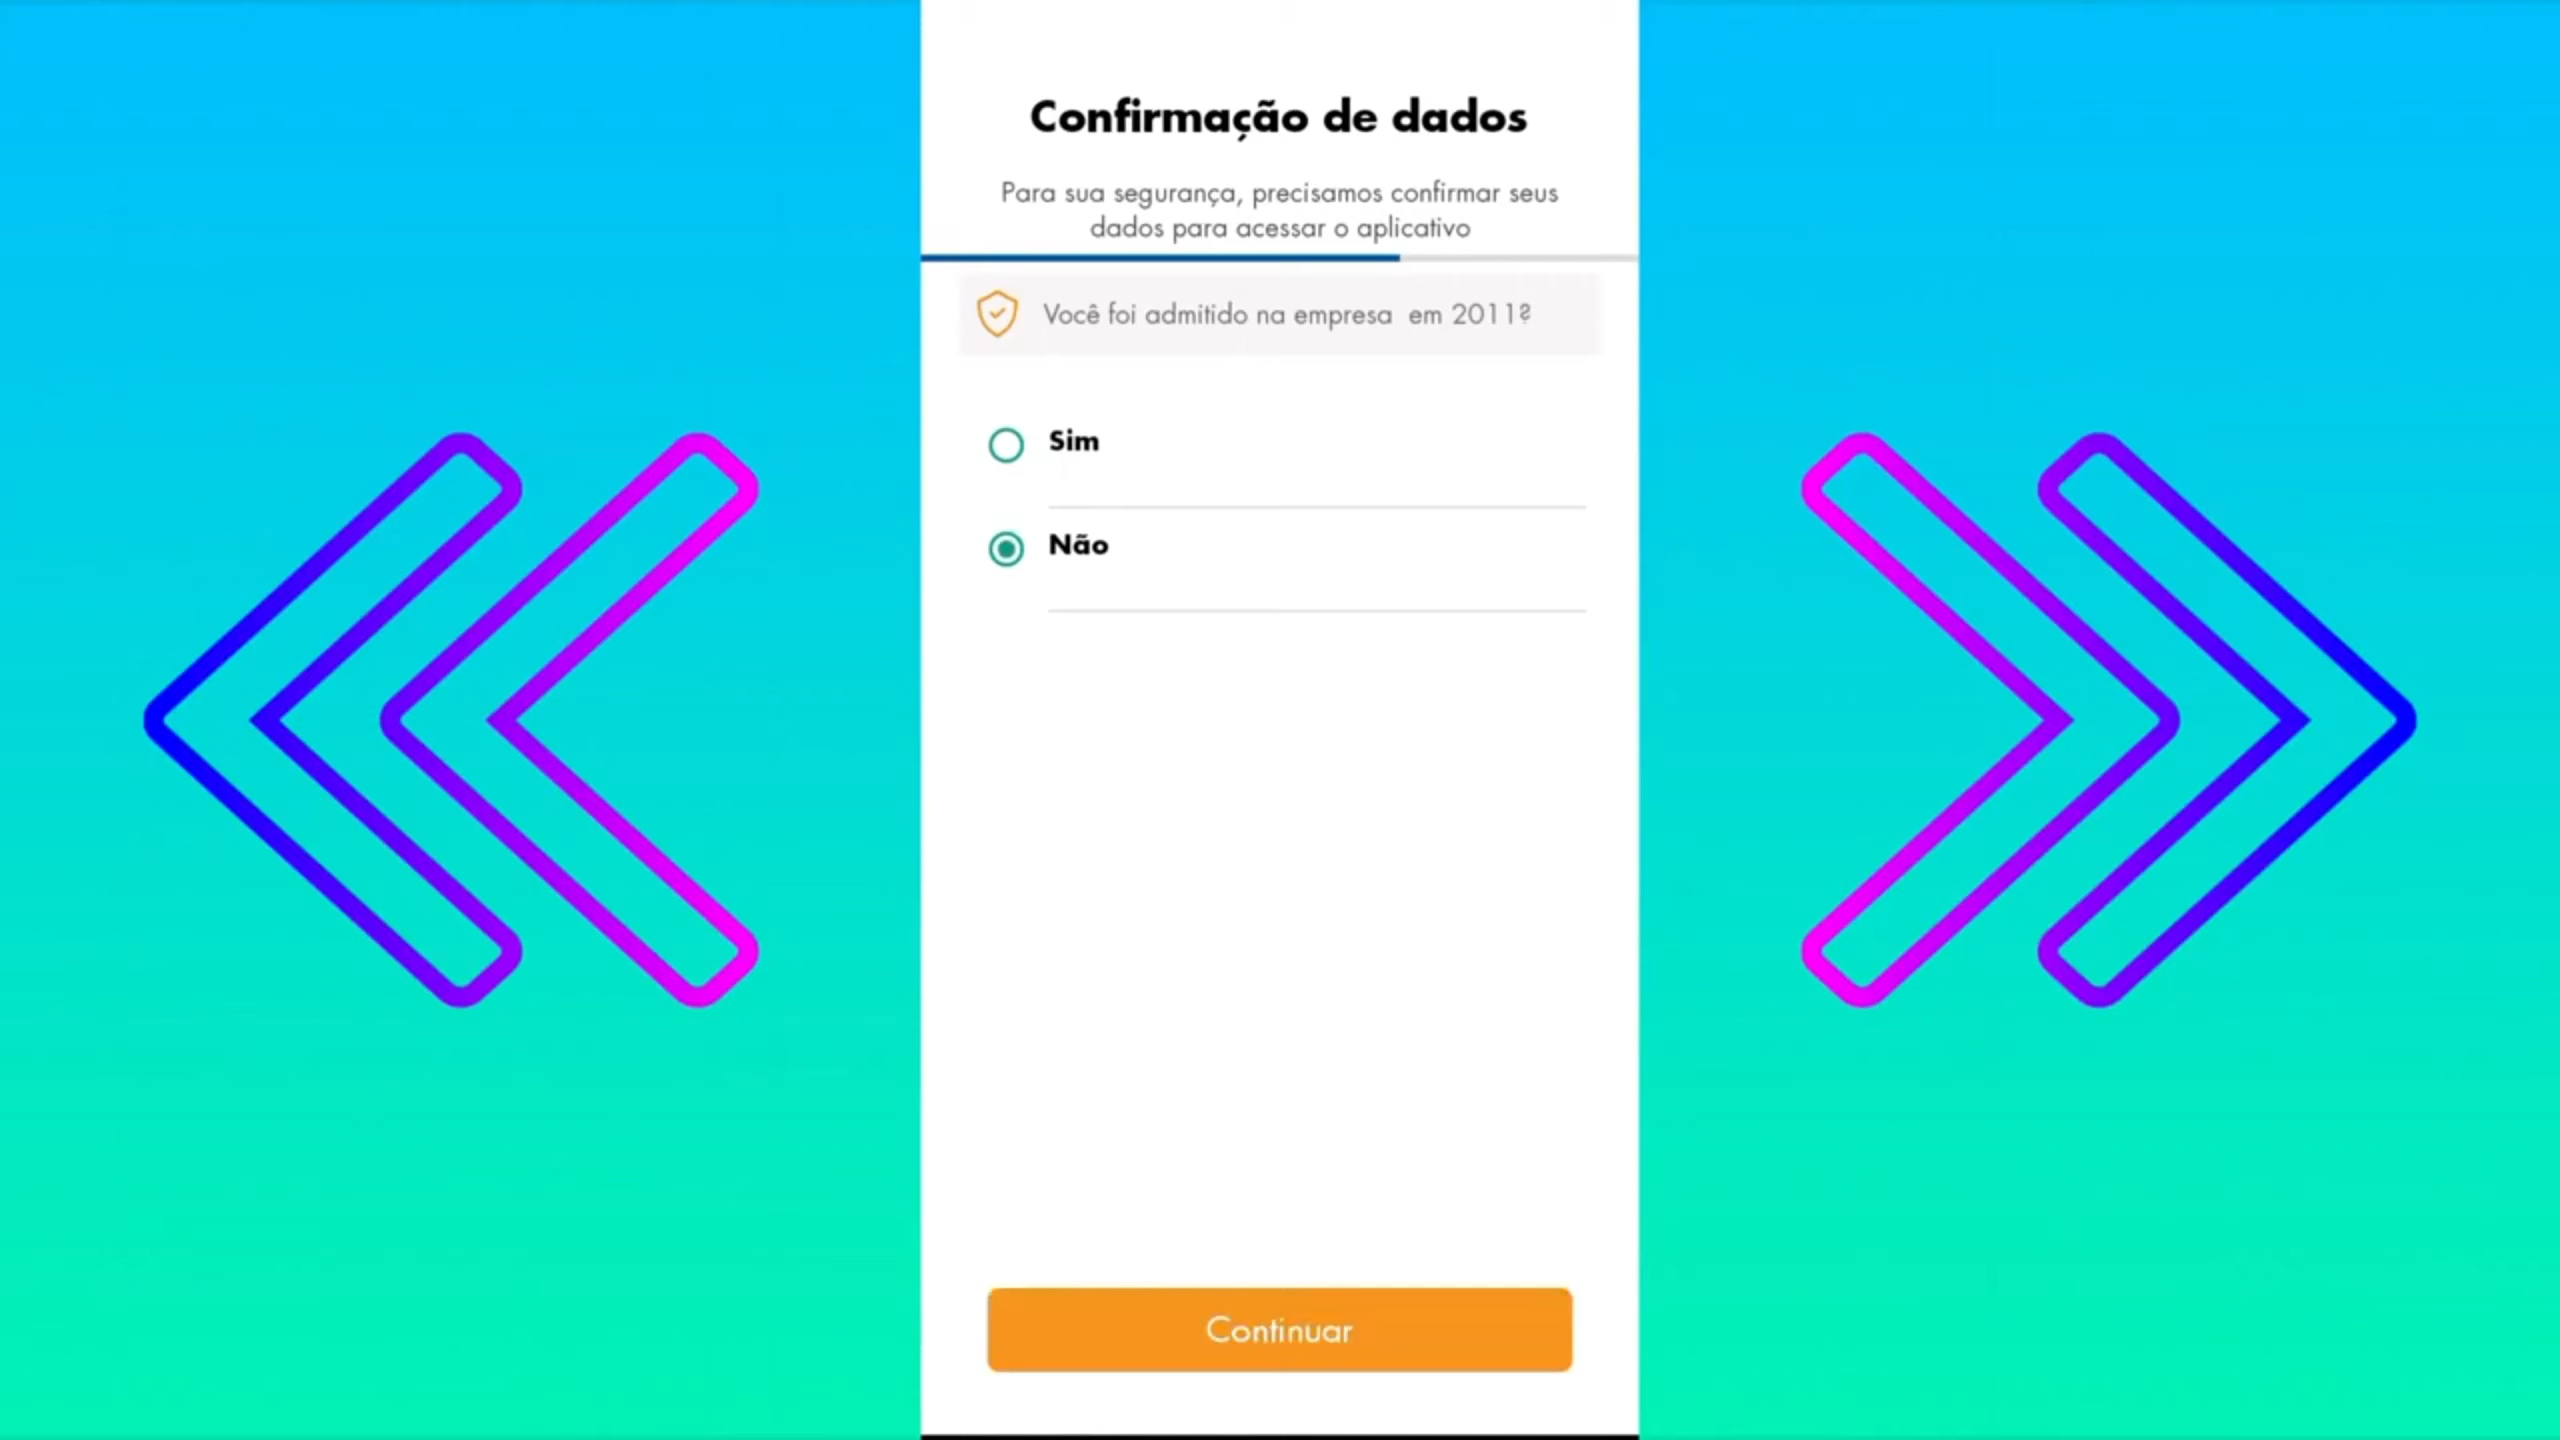 Confirmação de dados
Para sua segurança, precisamos confirmar seus
dados para acessar o aplicativo
Você foi admitido na empresa em 2011?
Sim
Não
Continuar